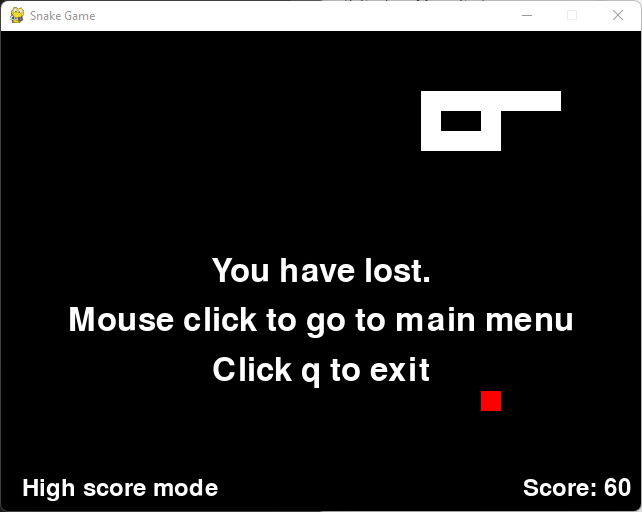 Snake Game
You have lost.
Mouse click to go to main menu
Click q to exit
High score mode
Score: 60